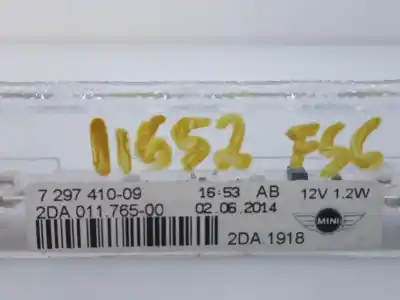 11652 F56
7 297 410-09 16:53 AB 12V 1.2W
2DA 011.765-00 02.06.2014 MINI
2DA.1918